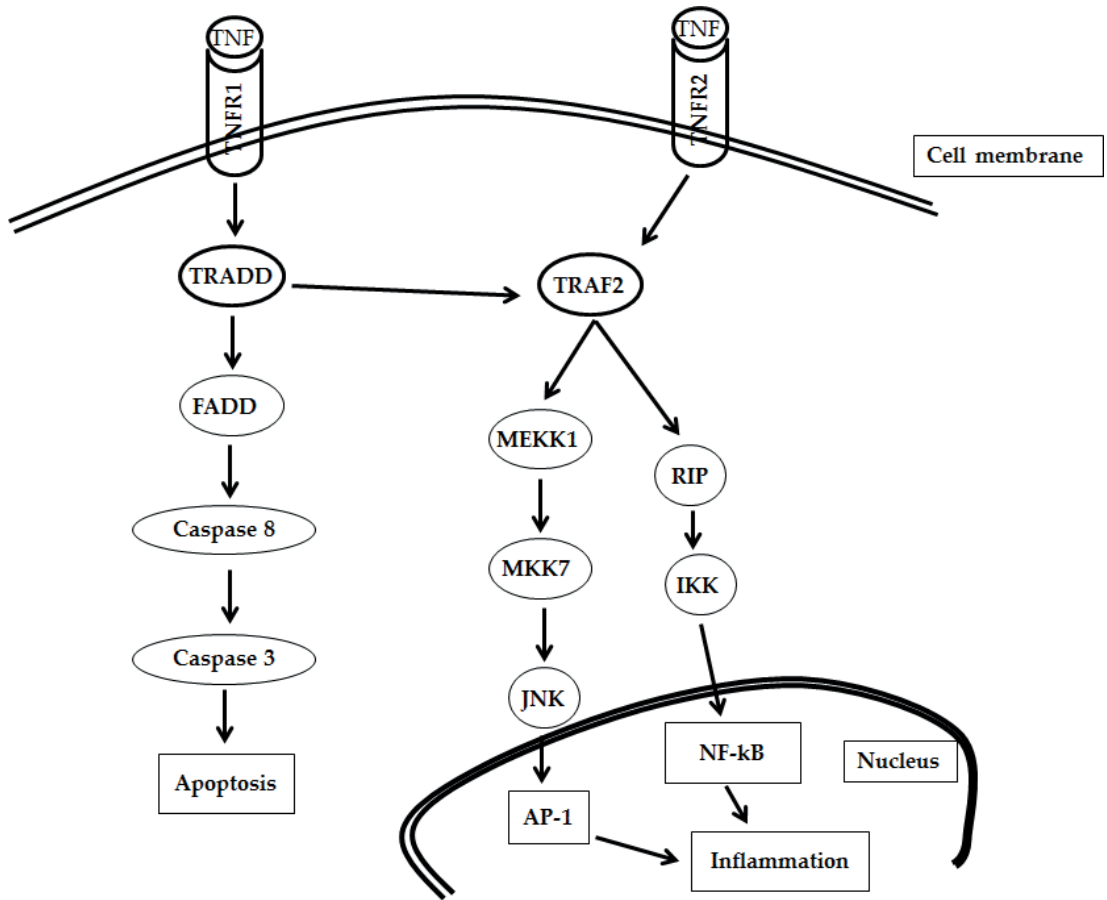 TNF
TNF
TNFR1
TNFR2
Cell membrane
TRADD
TRAF2
FADD
MEKK1
RIP
Caspase 8
MKK7
IKK
Caspase 3
JNK
NF-kB
Nucleus
Apoptosis
AP-1
Inflammation